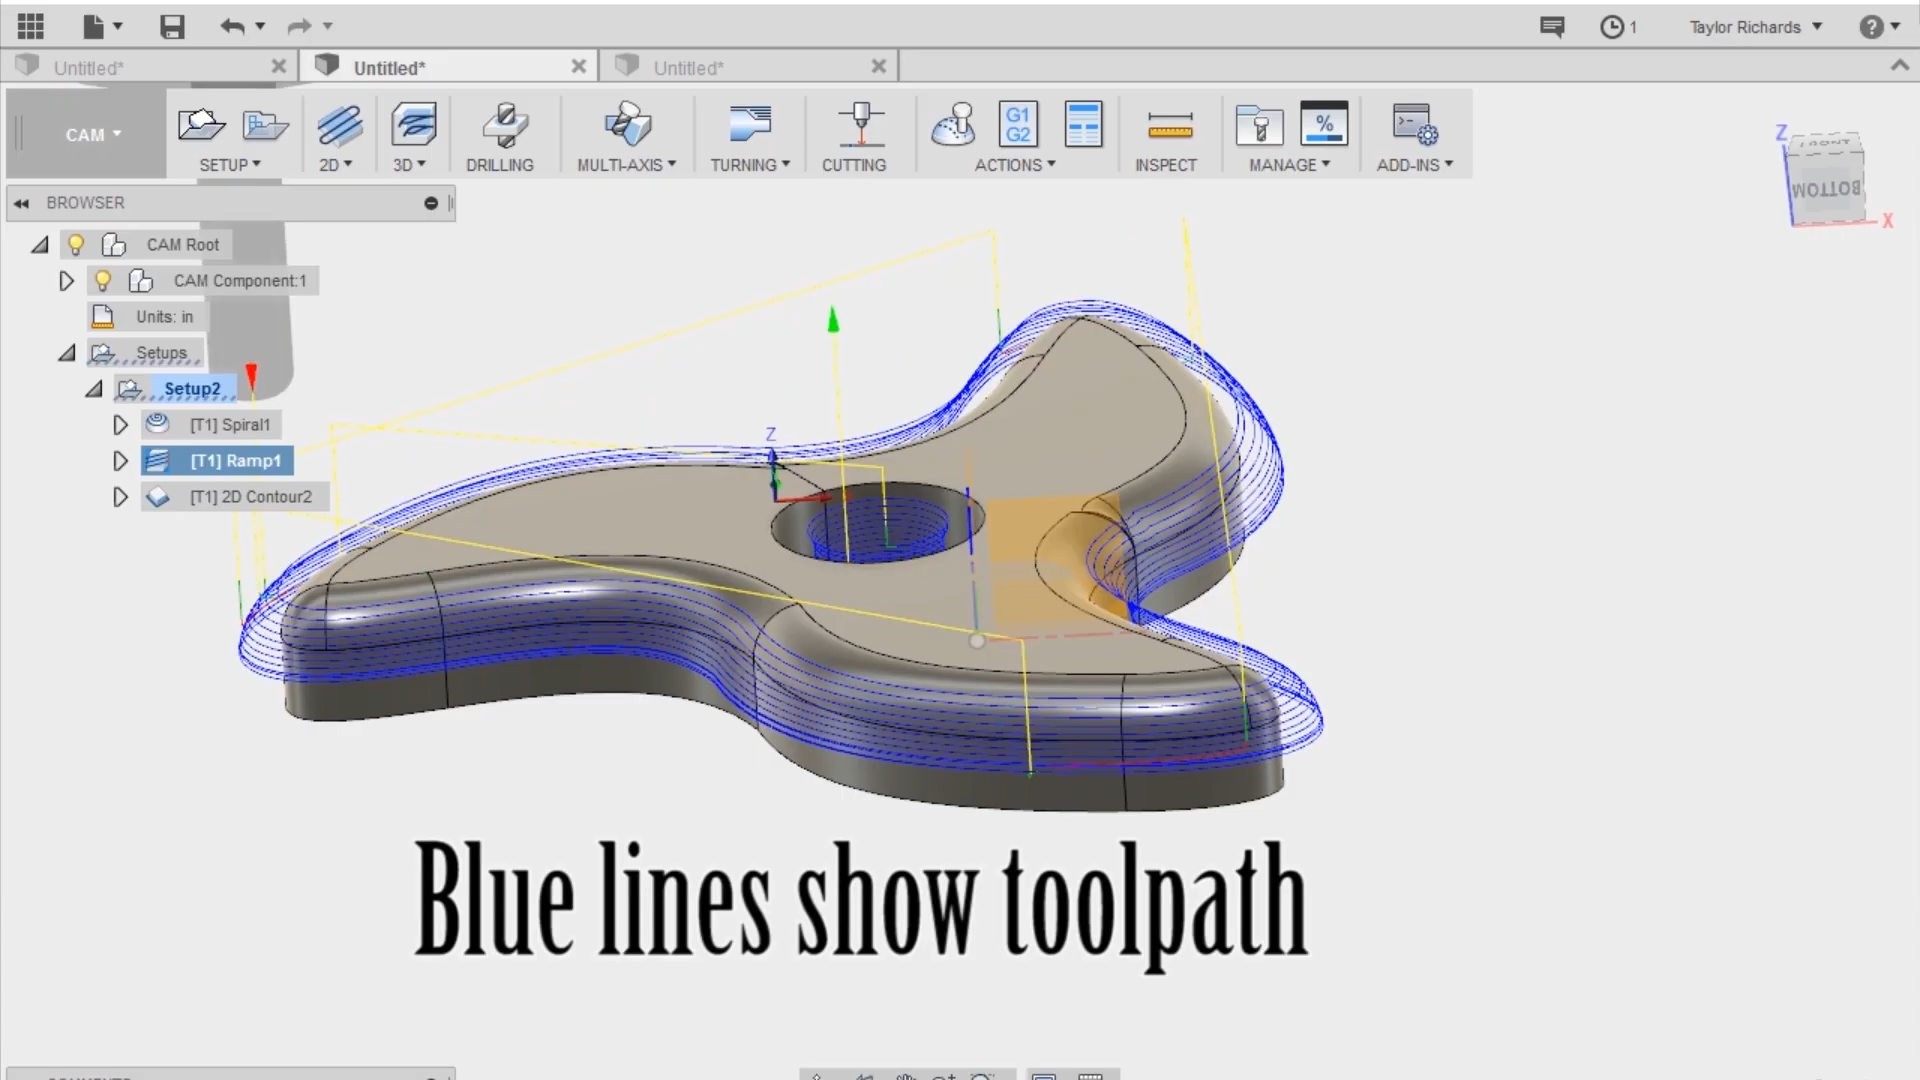 1 Taylor Richards
Untitled* Untitled* Untitled*
CAM
G1
G2
%
SETUP 2D 3D DRILLING MULTI-AXIS TURNING CUTTING ACTIONS INSPECT MANAGE ADD-INS
Z
FRONT
BOTTOM
X
BROWSER
CAM Root
CAM Component:1
Units: in
Setups
Setup2
[T1] Spiral1
[T1] Ramp1
[T1] 2D Contour2
Z
Blue lines show toolpath